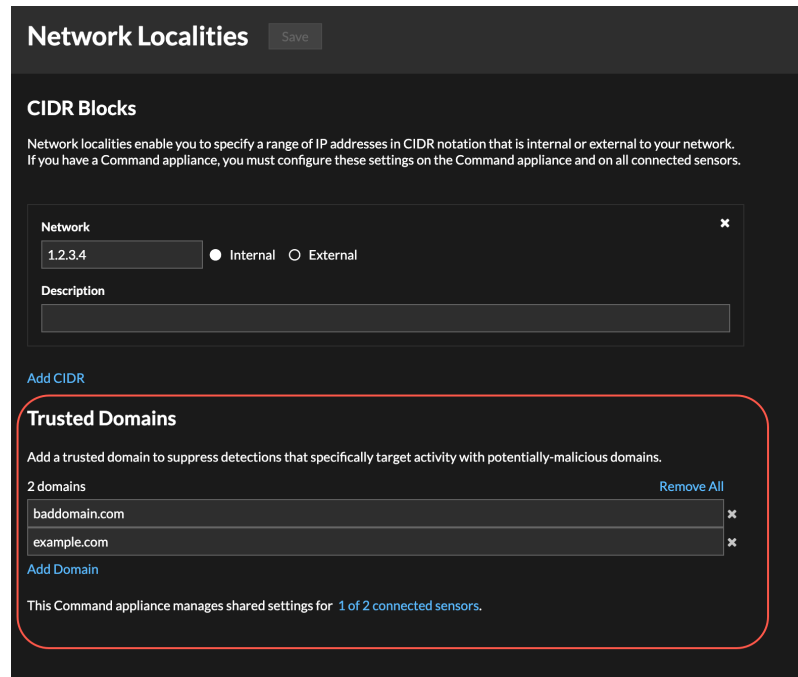 Network Localities Save
CIDR Blocks
Network localities enable you to specify a range of IP addresses in CIDR notation that is internal or external to your network.
If you have a Command appliance, you must configure these settings on the Command appliance and on all connected sensors.
Network
1.2.3.4 Internal External
Description
Add CIDR
Trusted Domains
Add a trusted domain to suppress detections that specifically target activity with potentially-malicious domains.
2 domains Remove All
baddomain.com
example.com
Add Domain
This Command appliance manages shared settings for 1 of 2 connected sensors.